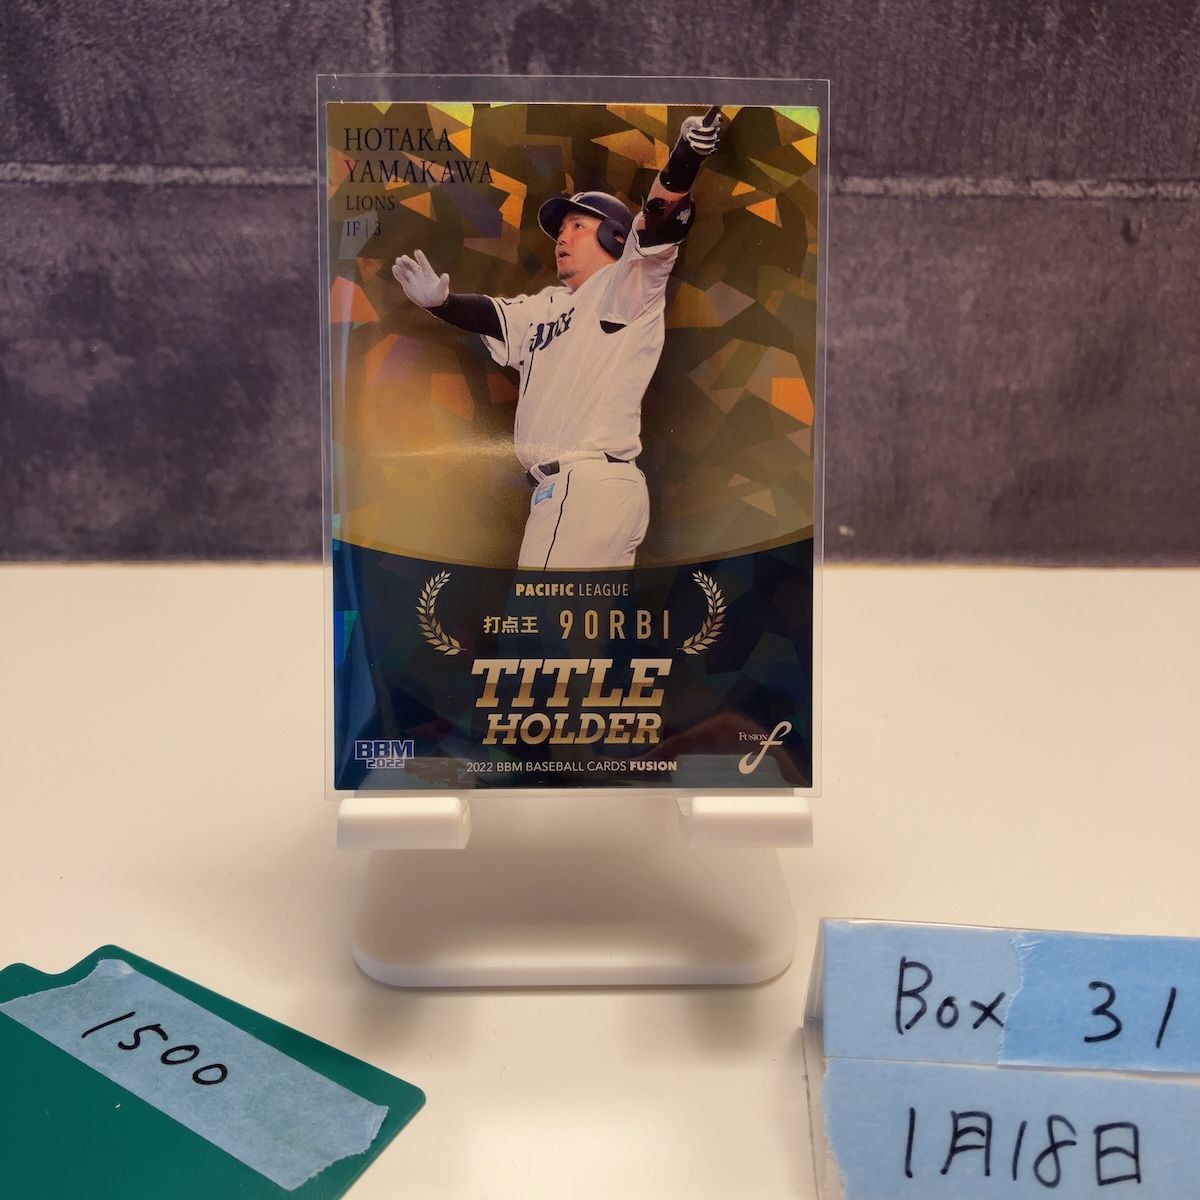 HOTAKA
YAMAKAWA
LIONS
IF | 3
PACIFIC LEAGUE
打点王 90RBI
TITLE
HOLDER
BBM
2022
2022 BBM BASEBALL CARDS FUSION
FUSION f
1500
Box 31
1月18日